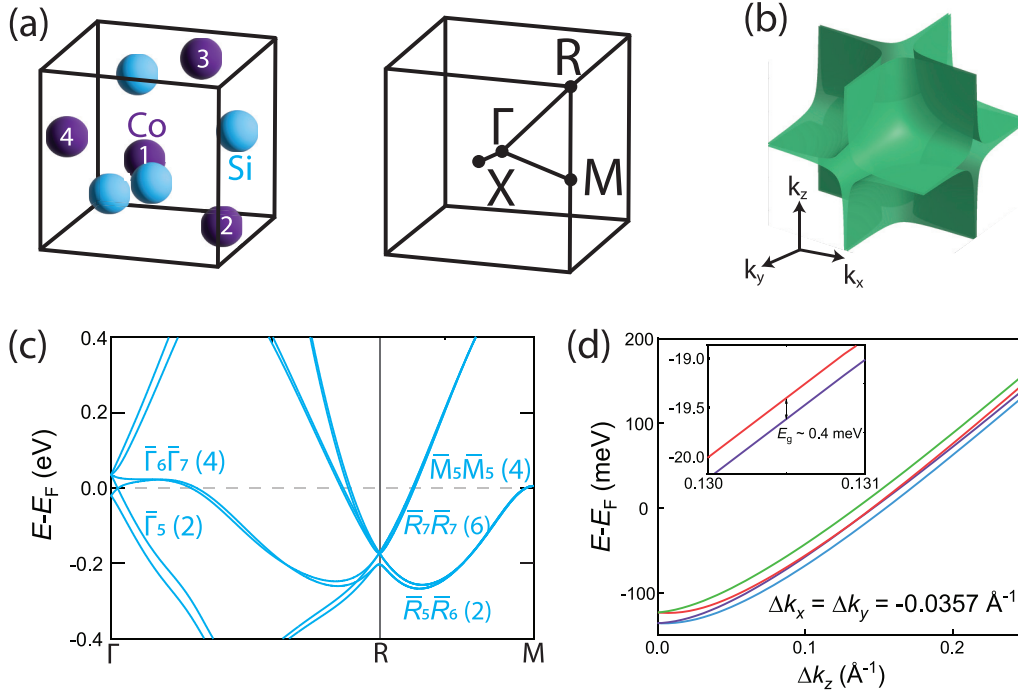 (a)
3
4
Co
1
Si
2
R
Γ
X
M
(b)
k_z
k_y
k_x
(c)
0.4
0.2
0.0
-0.2
-0.4
E-E_F (eV)
Γ̅₆Γ̅₇ (4)
Γ̅₅ (2)
M̅₅M̅₅ (4)
R̅₇R̅₇ (6)
R̅₅R̅₆ (2)
Γ
R
M
(d)
200
100
0
-100
E-E_F (meV)
-19.0
-19.5
-20.0
E_g ~ 0.4 meV
0.130
0.131
Δk_x = Δk_y = -0.0357 Å⁻¹
0.0
0.1
0.2
Δk_z (Å⁻¹)